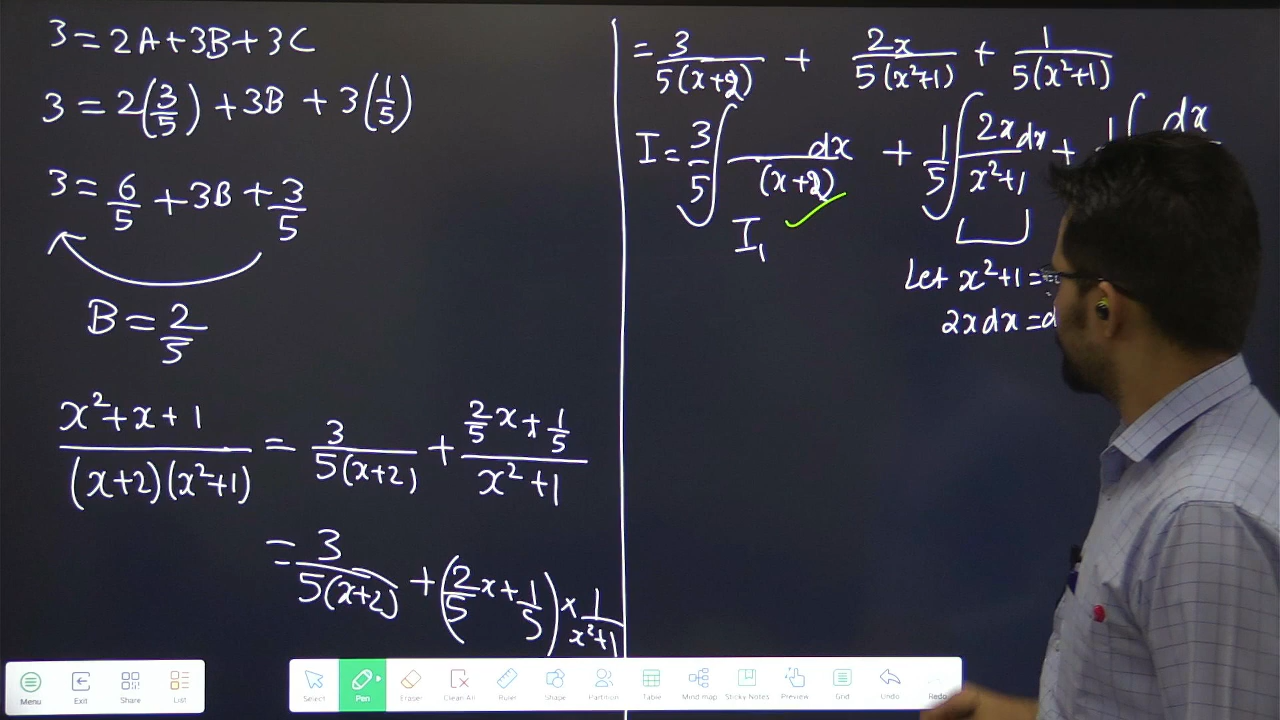 3 = 2A + 3B + 3C
3 = 2(3/5) + 3B + 3(1/5)
3 = 6/5 + 3B + 3/5
B = 2/5
x²+x+1/(x+2)(x²+1) = 3/5(x+2) + 2/5x+1/5/x²+1
= 3/5(x+2) + (2/5x + 1/5) × 1/x²+1
= 3/5(x+2) + 2x/5(x²+1) + 1/5(x²+1)
I = 3/5 ∫ dx/(x+2) + 1/5 ∫ 2x dx/x²+1 + ∫ dx
I₁
Let x²+1 =
2x dx =
Menu Exit Share List Select Pen Eraser Clean All Ruler Shape Partition Table Mind map Sticky Notes Preview Grid Undo Redo